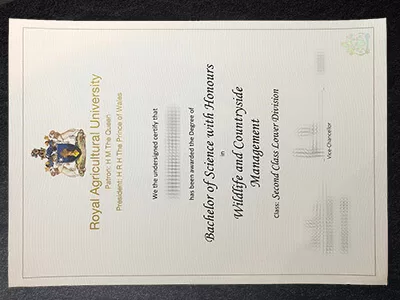 Royal Agricultural University
Patron: H M The Queen
President: H R H The Prince of Wales
We the undersigned certify that
has been awarded the Degree of
Bachelor of Science with Honours
in
Wildlife and Countryside
Management
Class: Second Class Lower Division
Vice-Chancellor